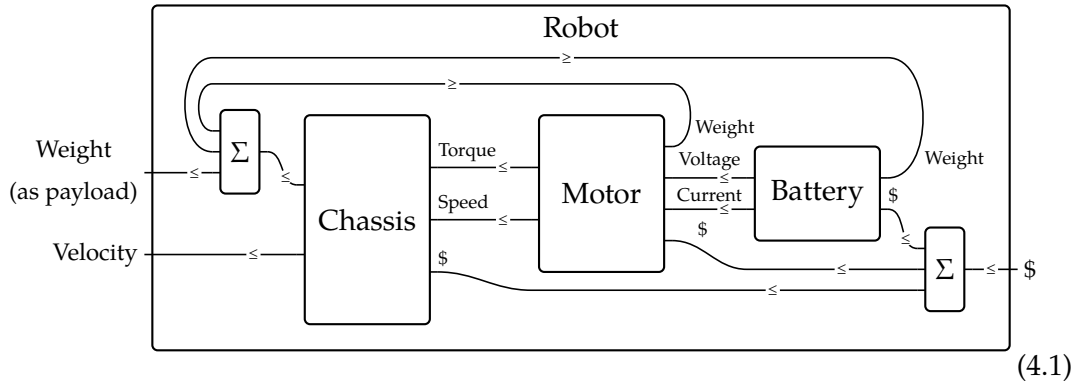 Robot
≥
≥
Weight
Σ
Torque
≤
Motor
Voltage
≤
Weight
Weight
(as payload)
≤
≤
Chassis
Speed
≤
Current
≤
Battery
$
≤
Velocity
≤
$
$
≤
≤
Σ
≤
$
(4.1)